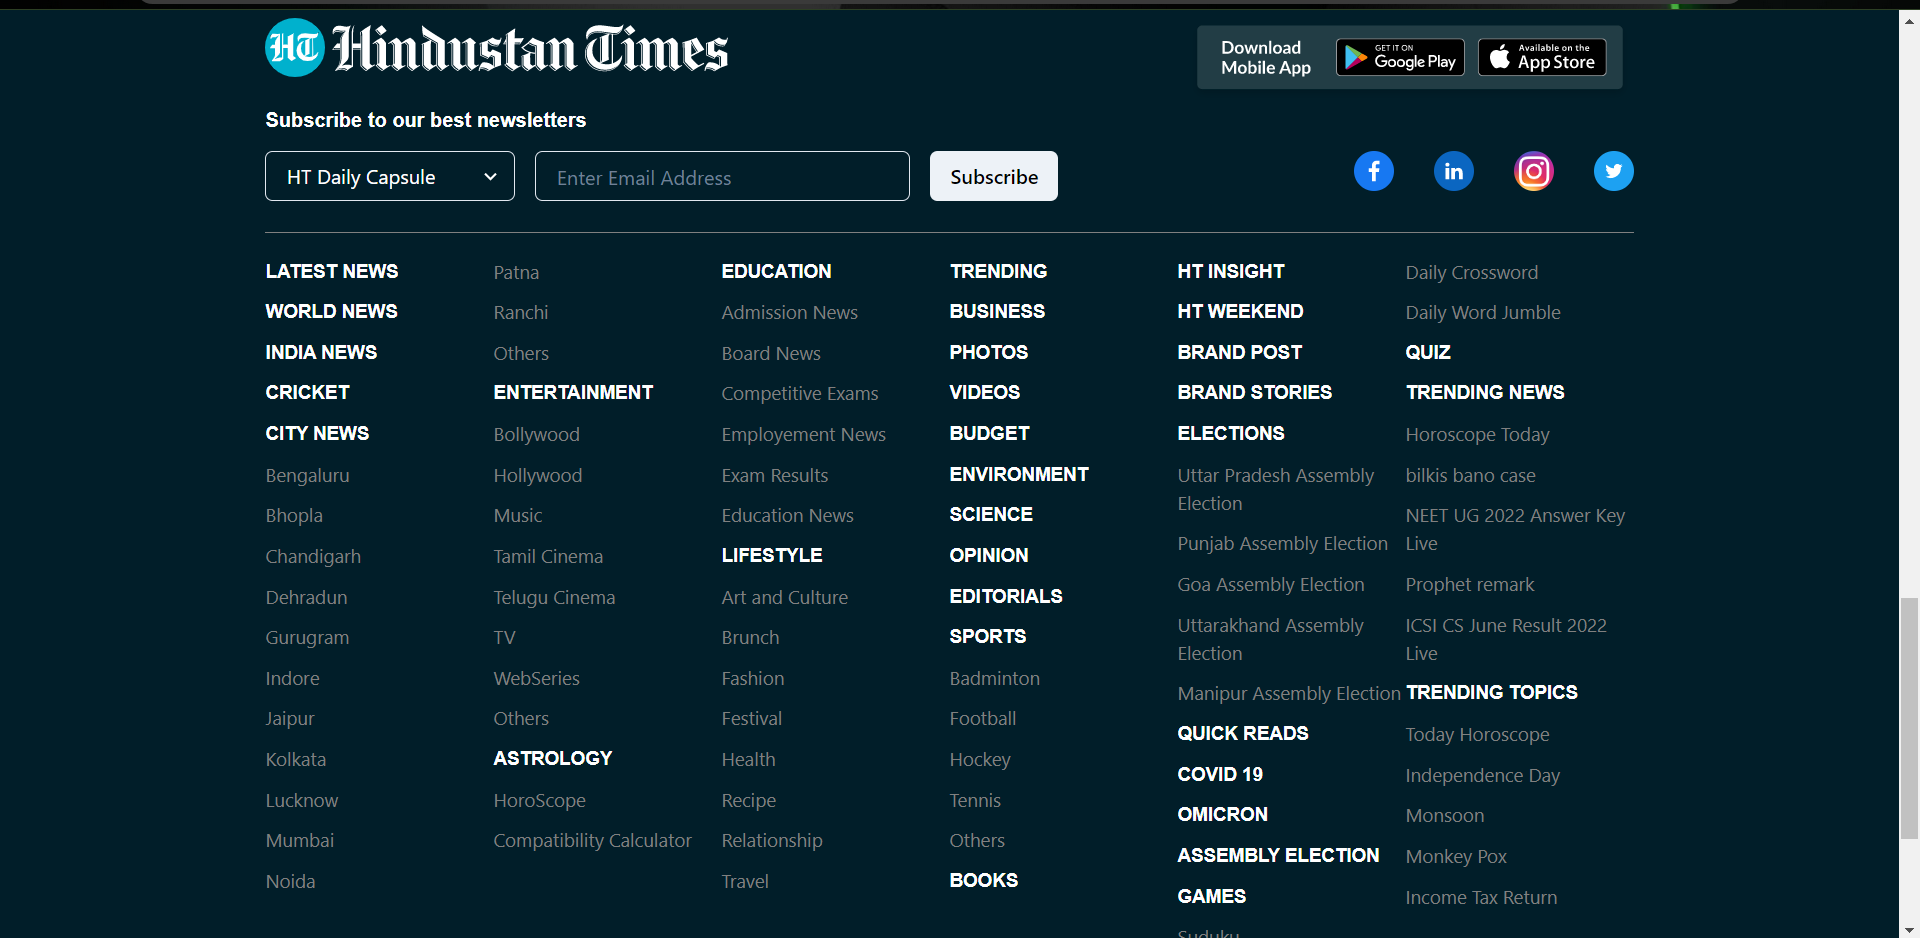 HT Hindustan Times
Download
Mobile App
GET IT ON
Google Play
Available on the
App Store
Subscribe to our best newsletters
HT Daily Capsule
Enter Email Address
Subscribe
LATEST NEWS
WORLD NEWS
INDIA NEWS
CRICKET
CITY NEWS
Bengaluru
Bhopla
Chandigarh
Dehradun
Gurugram
Indore
Jaipur
Kolkata
Lucknow
Mumbai
Noida
Patna
Ranchi
Others
ENTERTAINMENT
Bollywood
Hollywood
Music
Tamil Cinema
Telugu Cinema
TV
WebSeries
Others
ASTROLOGY
HoroScope
Compatibility Calculator
EDUCATION
Admission News
Board News
Competitive Exams
Employement News
Exam Results
Education News
LIFESTYLE
Art and Culture
Brunch
Fashion
Festival
Health
Recipe
Relationship
Travel
TRENDING
BUSINESS
PHOTOS
VIDEOS
BUDGET
ENVIRONMENT
SCIENCE
OPINION
EDITORIALS
SPORTS
Badminton
Football
Hockey
Tennis
Others
BOOKS
HT INSIGHT
HT WEEKEND
BRAND POST
BRAND STORIES
ELECTIONS
Uttar Pradesh Assembly
Election
Punjab Assembly Election
Goa Assembly Election
Uttarakhand Assembly
Election
Manipur Assembly Election
QUICK READS
COVID 19
OMICRON
ASSEMBLY ELECTION
GAMES
Suduku
Daily Crossword
Daily Word Jumble
QUIZ
TRENDING NEWS
Horoscope Today
bilkis bano case
NEET UG 2022 Answer Key
Live
Prophet remark
ICSI CS June Result 2022
Live
TRENDING TOPICS
Today Horoscope
Independence Day
Monsoon
Monkey Pox
Income Tax Return